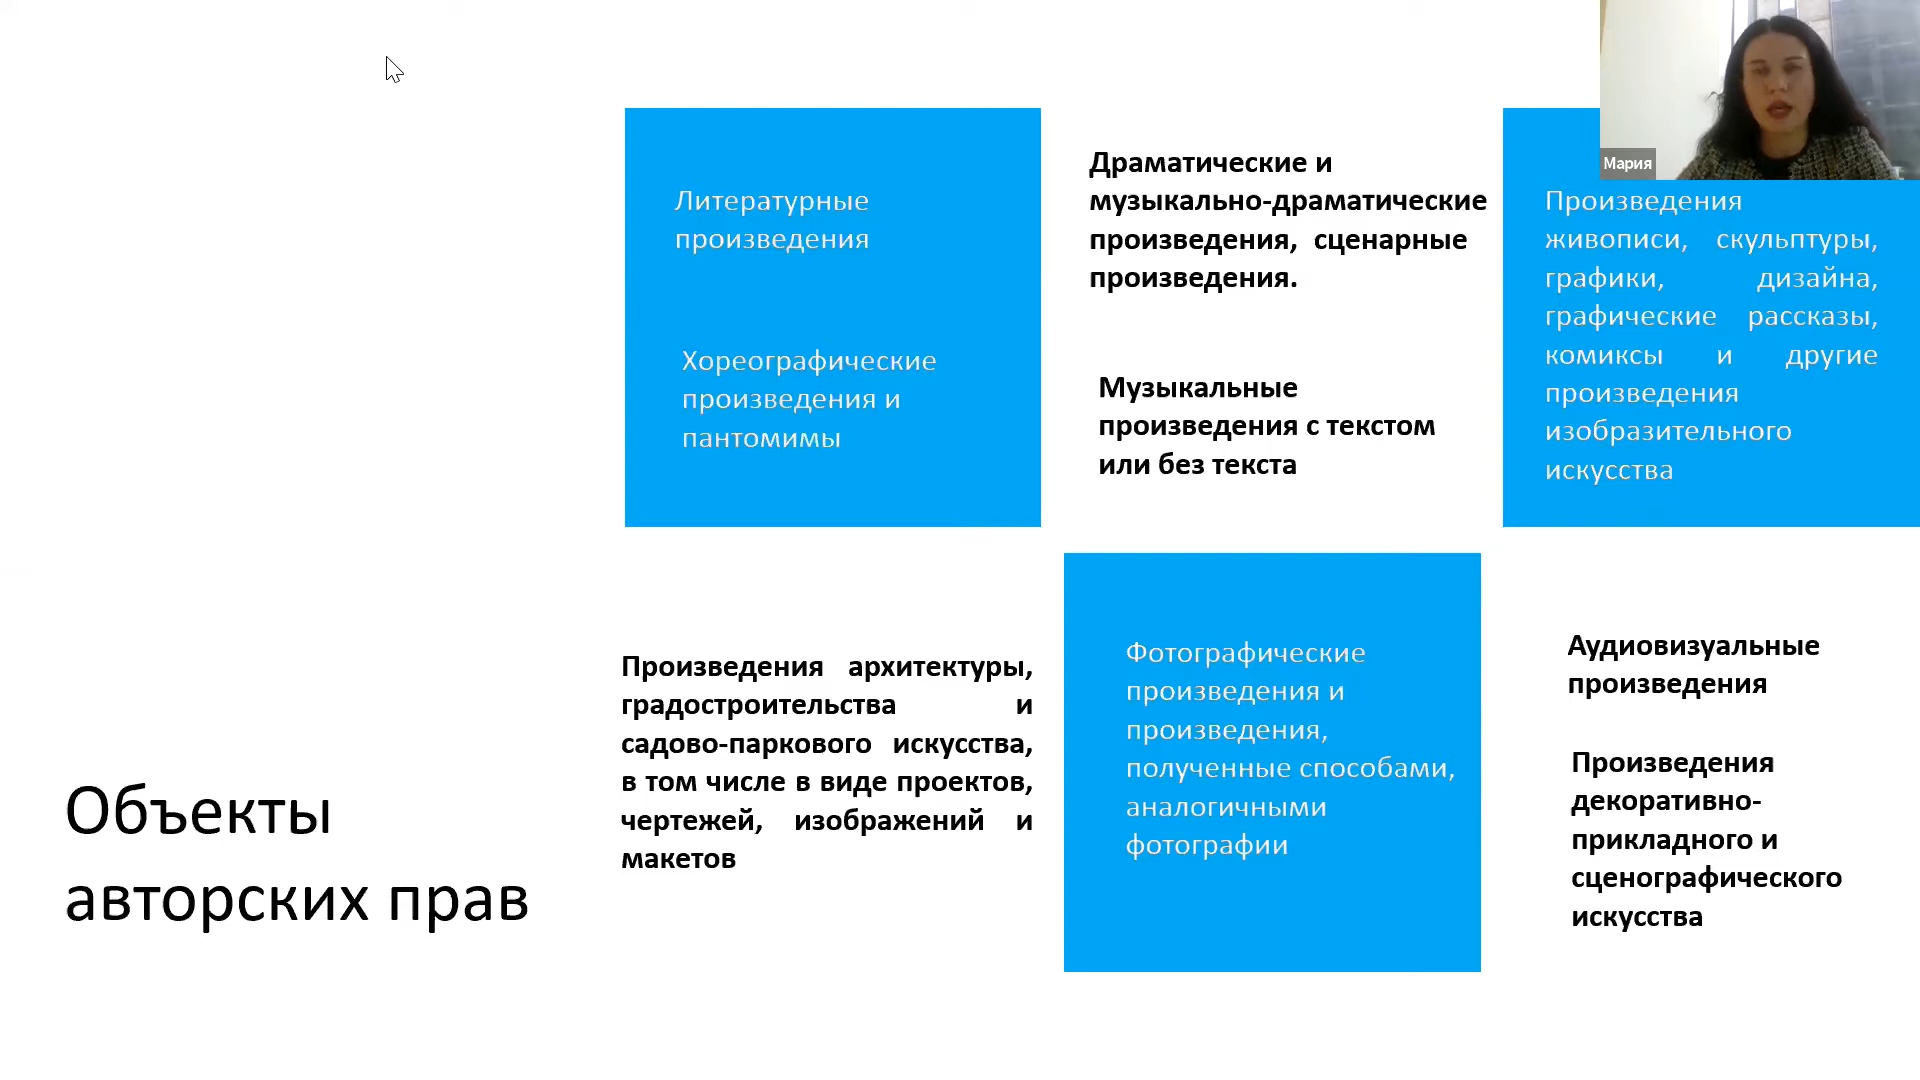 Мария
Литературные
произведения
Хореографические
произведения и
пантомимы
Драматические и
музыкально-драматические
произведения, сценарные
произведения.
Музыкальные
произведения с текстом
или без текста
Произведения
живописи, скульптуры,
графики, дизайна,
графические рассказы,
комиксы и другие
произведения
изобразительного
искусства
Объекты
авторских прав
Произведения архитектуры,
градостроительства и
садово-паркового искусства,
в том числе в виде проектов,
чертежей, изображений и
макетов
Фотографические
произведения и
произведения,
полученные способами,
аналогичными
фотографии
Аудиовизуальные
произведения
Произведения
декоративно-
прикладного и
сценографического
искусства